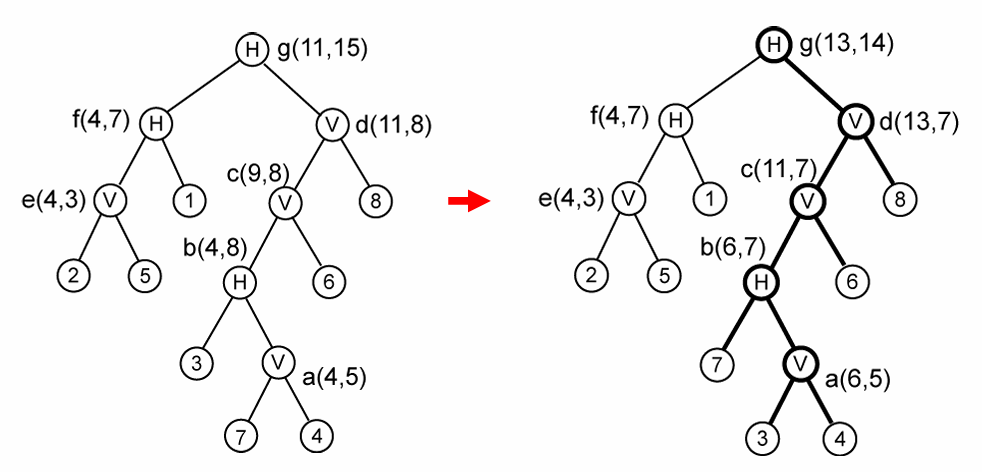 H g(11,15)
f(4,7) H
V d(11,8)
c(9,8)
e(4,3) V
1
V
8
b(4,8)
2
5
H
6
3
V
a(4,5)
7
4
H g(13,14)
f(4,7) H
V d(13,7)
c(11,7)
e(4,3) V
1
V
8
b(6,7)
2
5
H
6
7
V
a(6,5)
3
4